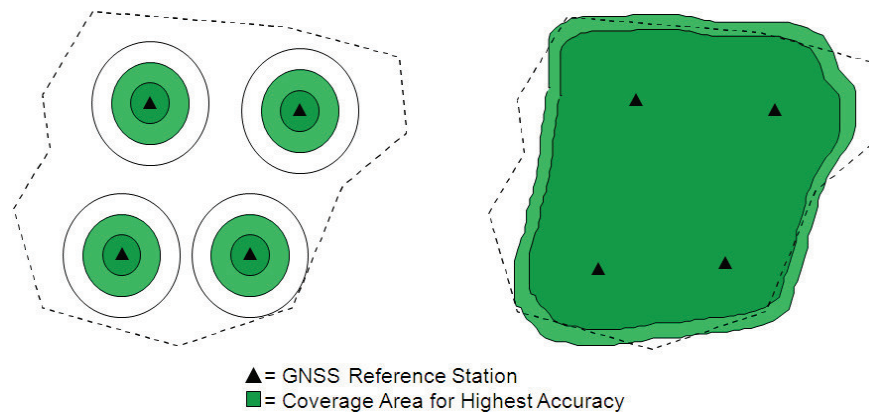 ▲ = GNSS Reference Station
■ = Coverage Area for Highest Accuracy